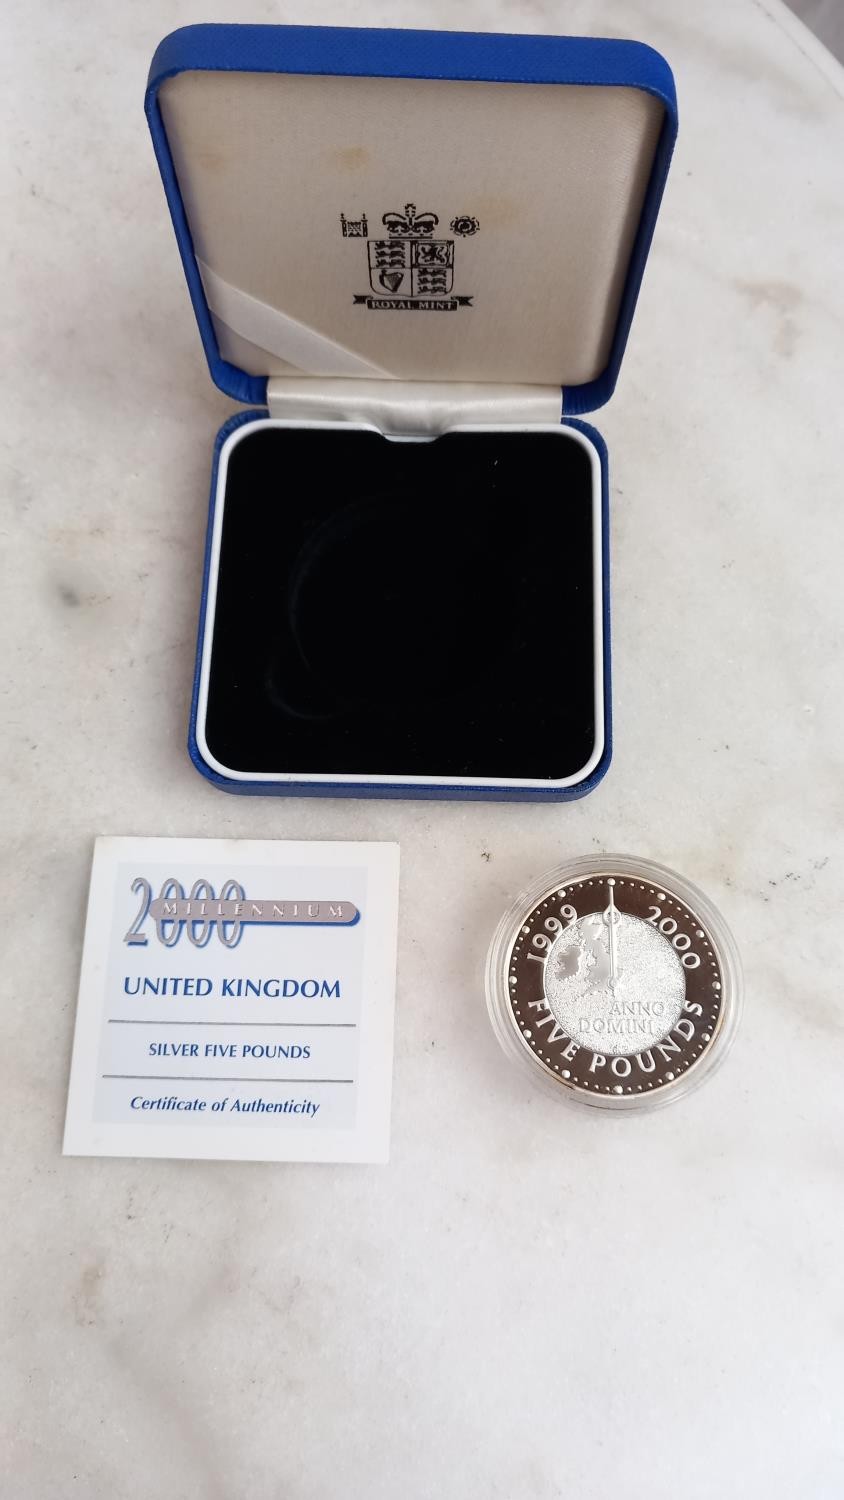 ROYAL MINT
2000
MILLENNIUM
UNITED KINGDOM
SILVER FIVE POUNDS
Certificate of Authenticity
1999 2000
ANNO
DOMINI
FIVE POUNDS